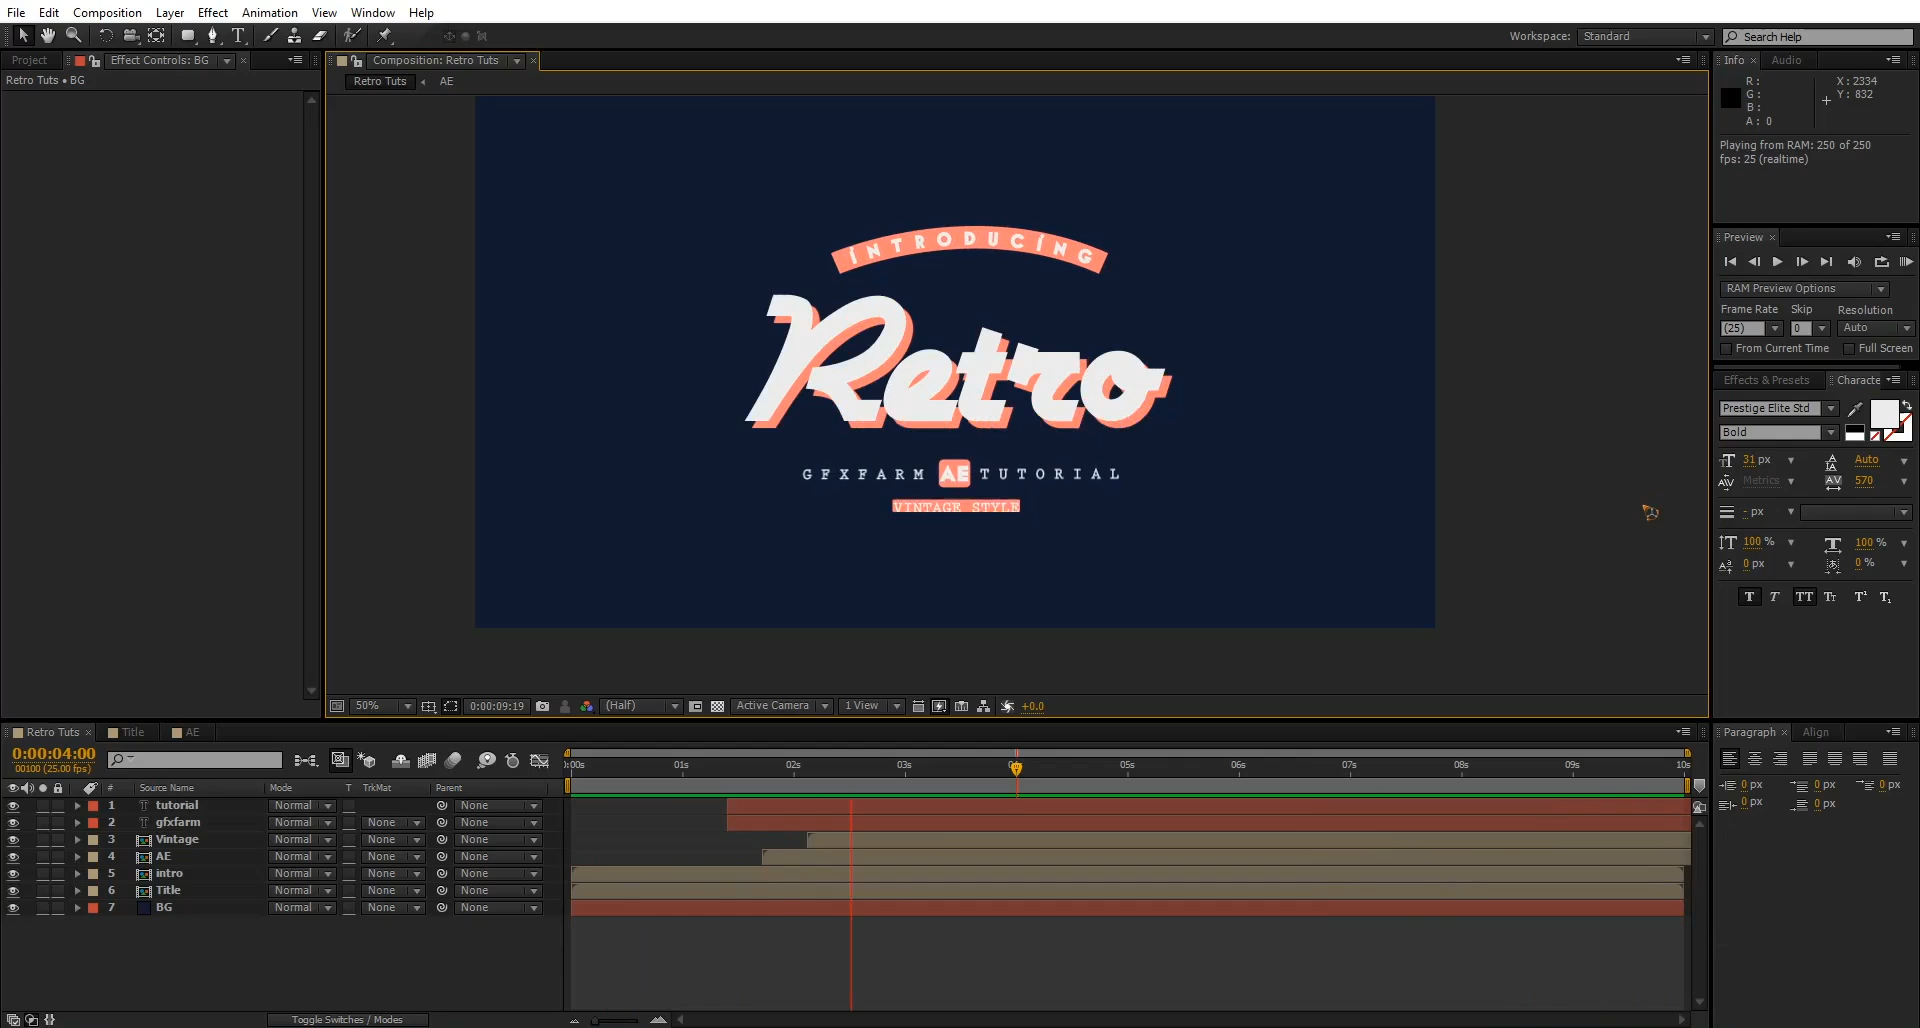 File Edit Composition Layer Effect Animation View Window Help
Workspace: Standard Search Help
Project Effect Controls: BG
Retro Tuts • BG
Composition: Retro Tuts
Retro Tuts AE
INTRODUCING
Retro
GFXFARM AE TUTORIAL
VINTAGE STYLE
50% 0:00:09:19 (Half) Active Camera 1 View +0.0
Info Audio
R : X : 2334
G : Y : 832
B :
A : 0
Playing from RAM: 250 of 250
fps: 25 (realtime)
Preview
RAM Preview Options
Frame Rate Skip Resolution
(25) 0 Auto
From Current Time Full Screen
Effects & Presets Characte
Prestige Elite Std
Bold
31 px Auto
Metrics 570
- px
100 % 100 %
0 px 0 %
T T TT Tт T¹ T₁
Retro Tuts Title AE
0:00:04:00
00100 (25.00 fps)
:00s 01s 02s 03s 05s 06s 07s 08s 09s 10s
# Source Name Mode T TrkMat Parent
1 tutorial Normal None
2 gfxfarm Normal None None
3 Vintage Normal None None
4 AE Normal None None
5 intro Normal None None
6 Title Normal None None
7 BG Normal None None
Toggle Switches / Modes
Paragraph Align
0 px 0 px 0 px
0 px 0 px